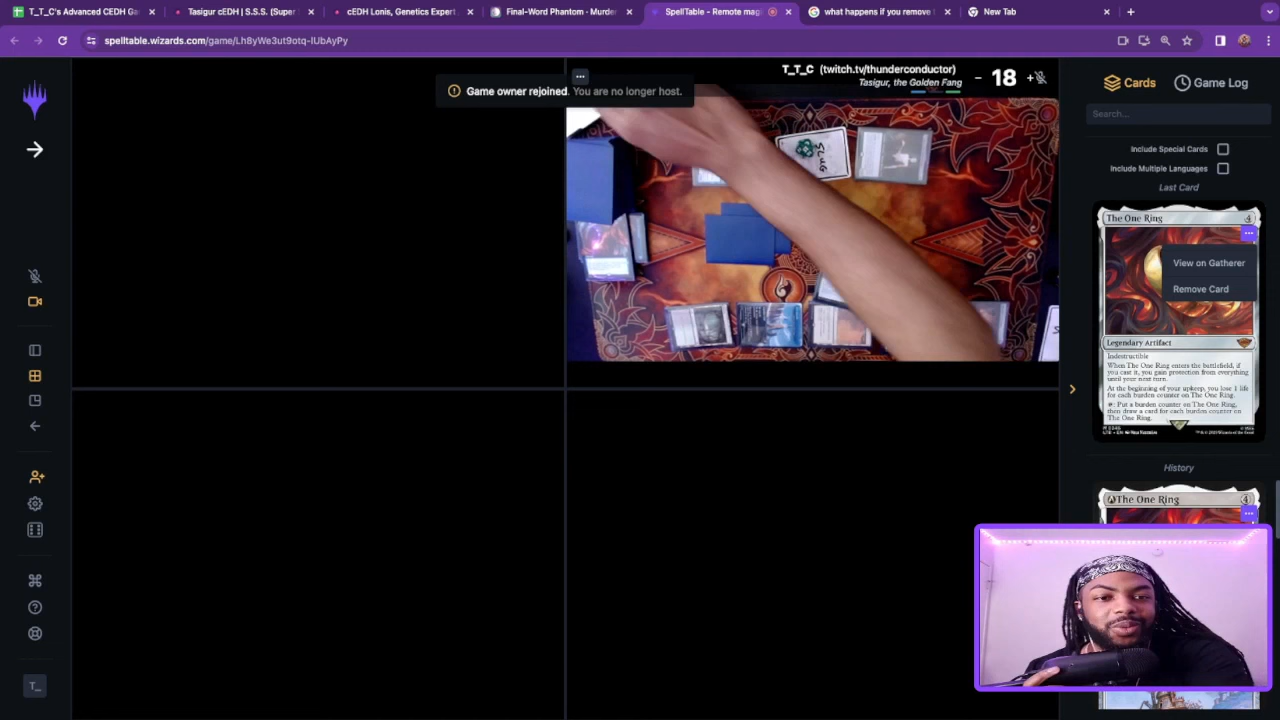 T_T_C's Advanced CEDH Ga
Tasigur cEDH | S.S.S. (Super
cEDH Lonis, Genetics Expert
Final-Word Phantom - Murder
SpellTable - Remote mag
what happens if you remove
New Tab
spelltable.wizards.com/game/Lh8yWe3ut9otq-IUbAyPy
Game owner rejoined. You are no longer host.
T_T_C (twitch.tv/thunderconductor)
Tasigur, the Golden Fang
- 18 +
SLUG
Cards
Game Log
Search...
Include Special Cards
Include Multiple Languages
Last Card
The One Ring 4
View on Gatherer
Remove Card
Legendary Artifact
Indestructible
When The One Ring enters the battlefield, if
you cast it, you gain protection from everything
until your next turn.
At the beginning of your upkeep, you lose 1 life
for each burden counter on The One Ring.
: Put a burden counter on The One Ring,
then draw a card for each burden counter on
The One Ring.
History
The One Ring 4
T_